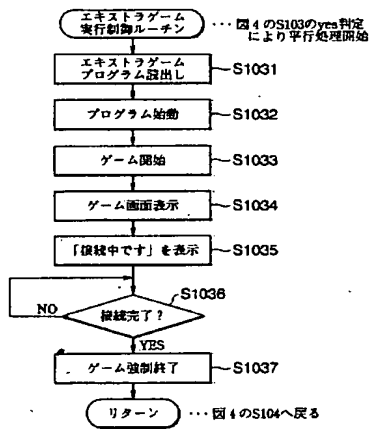 エキストラゲーム
実行制御ルーチン
･･･図4のS103のyes判定
により平行処理開始
エキストラゲーム
プログラム読出し
S1031
プログラム始動
S1032
ゲーム開始
S1033
ゲーム画面表示
S1034
「接続中です」を表示
S1035
S1036
NO
接続完了？
YES
ゲーム強制終了
S1037
リターン
･･･図4のS104へ戻る